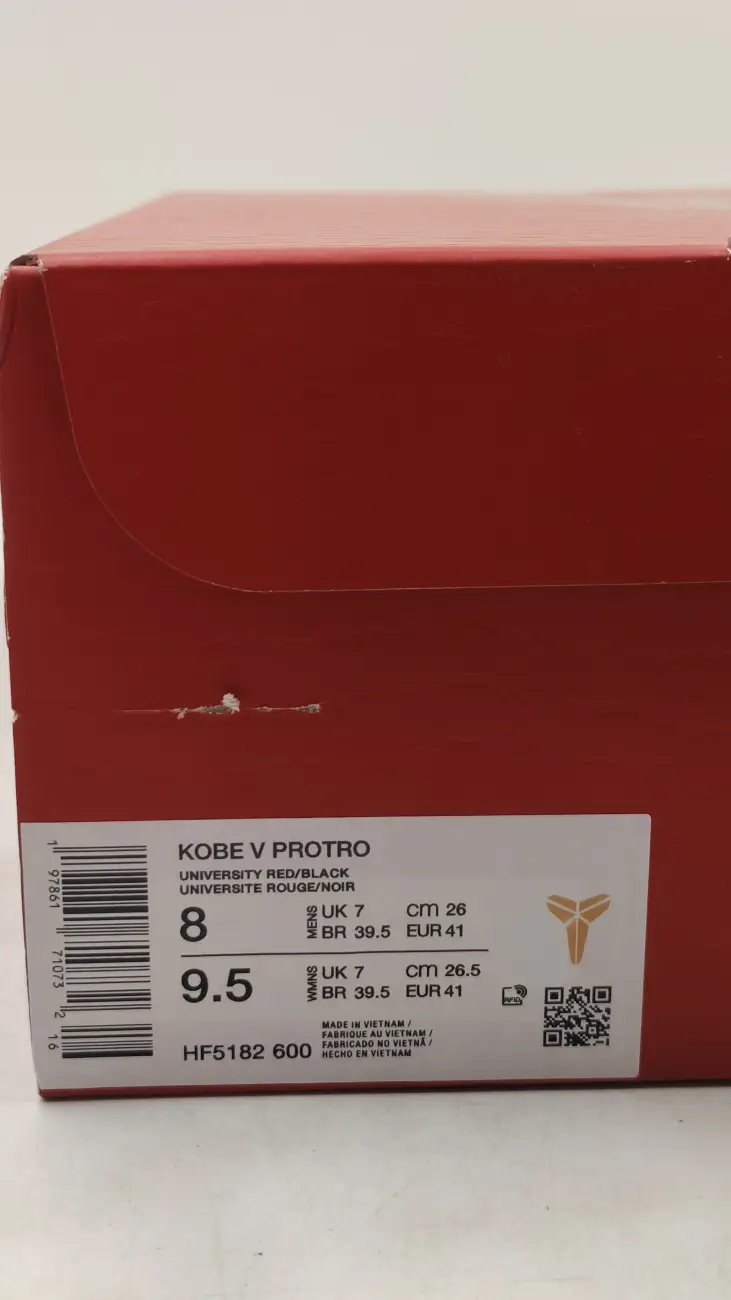 KOBE V PROTRO
UNIVERSITY RED/BLACK
UNIVERSITE ROUGE/NOIR
8 MENS UK 7 cm 26
BR 39.5 EUR 41
9.5 WMNS UK 7 cm 26.5
BR 39.5 EUR 41
RFID
HF5182 600
MADE IN VIETNAM /
FABRIQUE AU VIETNAM /
FABRICADO NO VIETNÃ /
HECHO EN VIETNAM
1 97861 71073 2 16